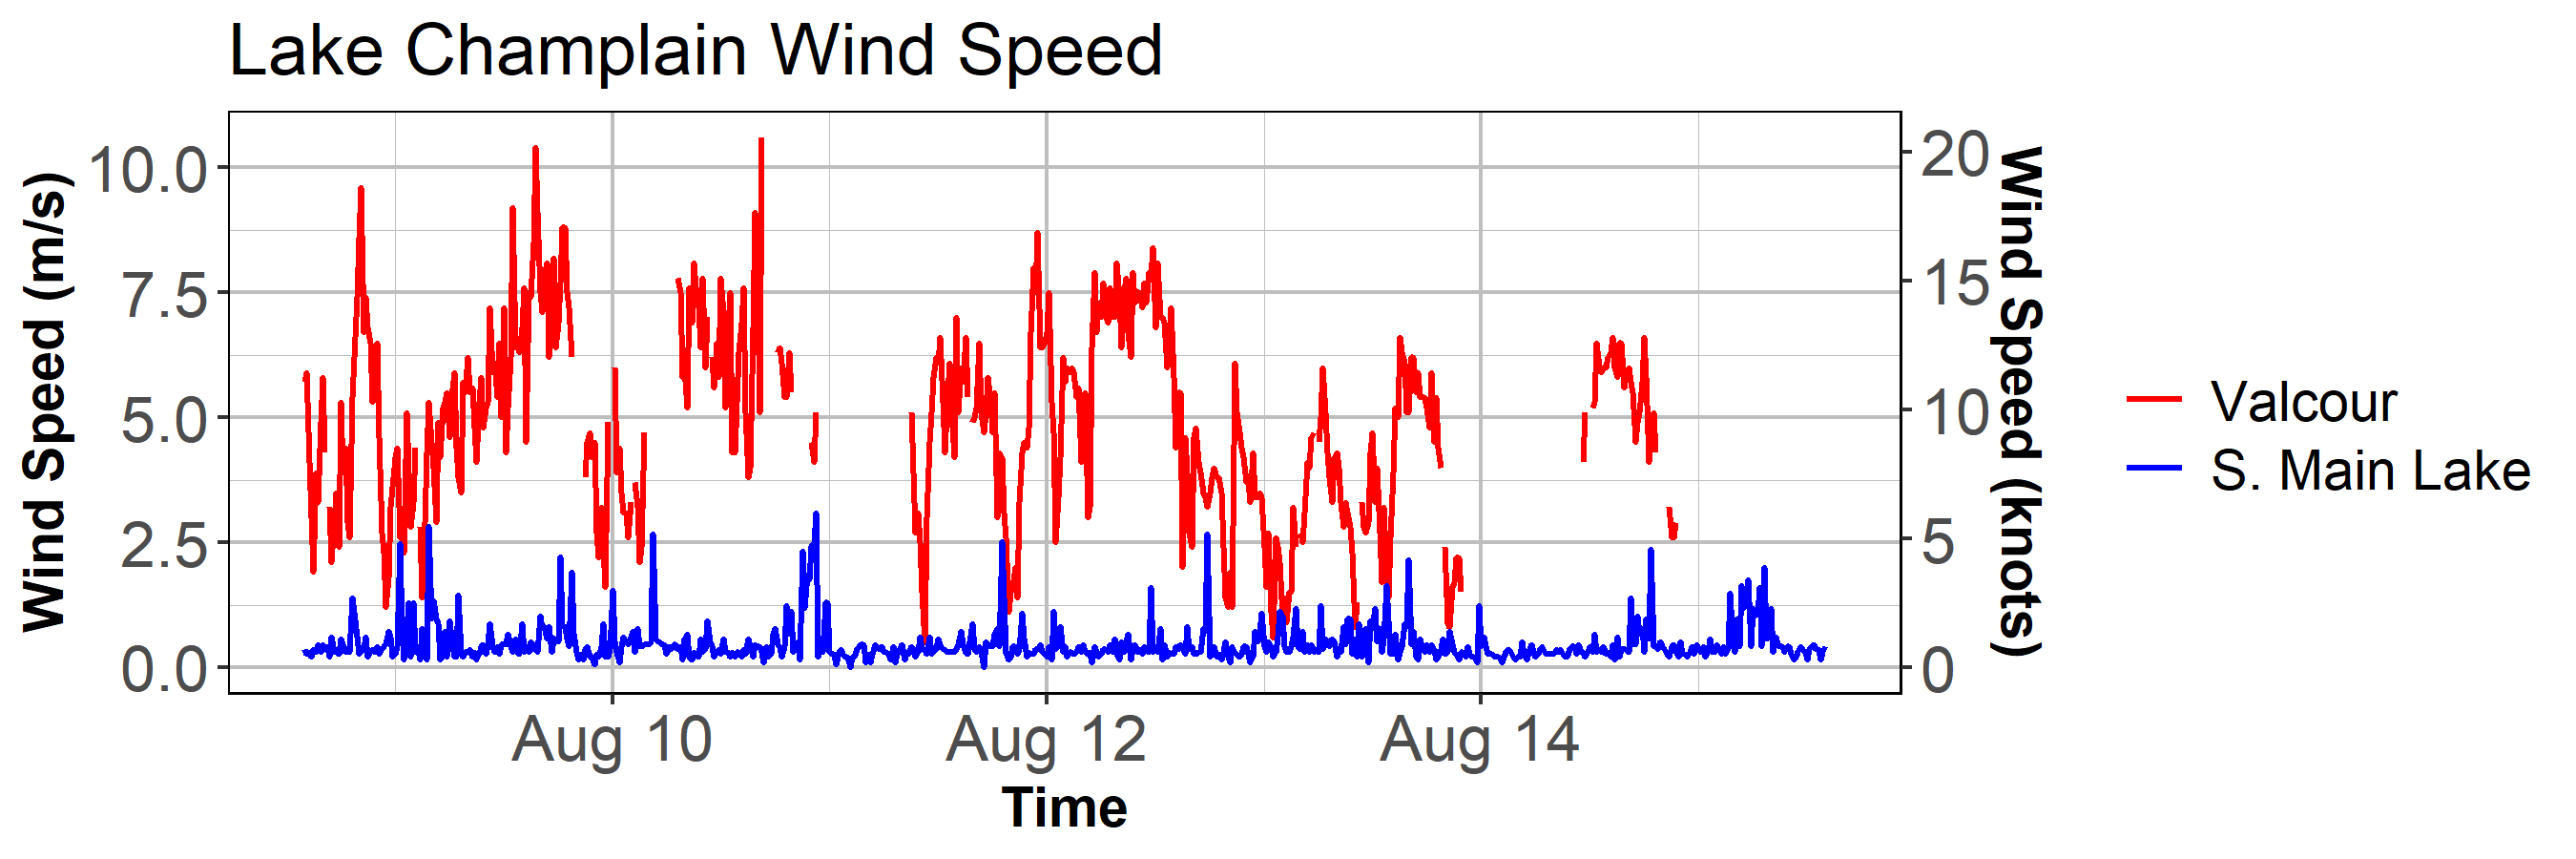 Lake Champlain Wind Speed
Wind Speed (m/s)
10.0
7.5
5.0
2.5
0.0
20
15
10
5
0
Wind Speed (knots)
Aug 10
Aug 12
Aug 14
Time
Valcour
S. Main Lake